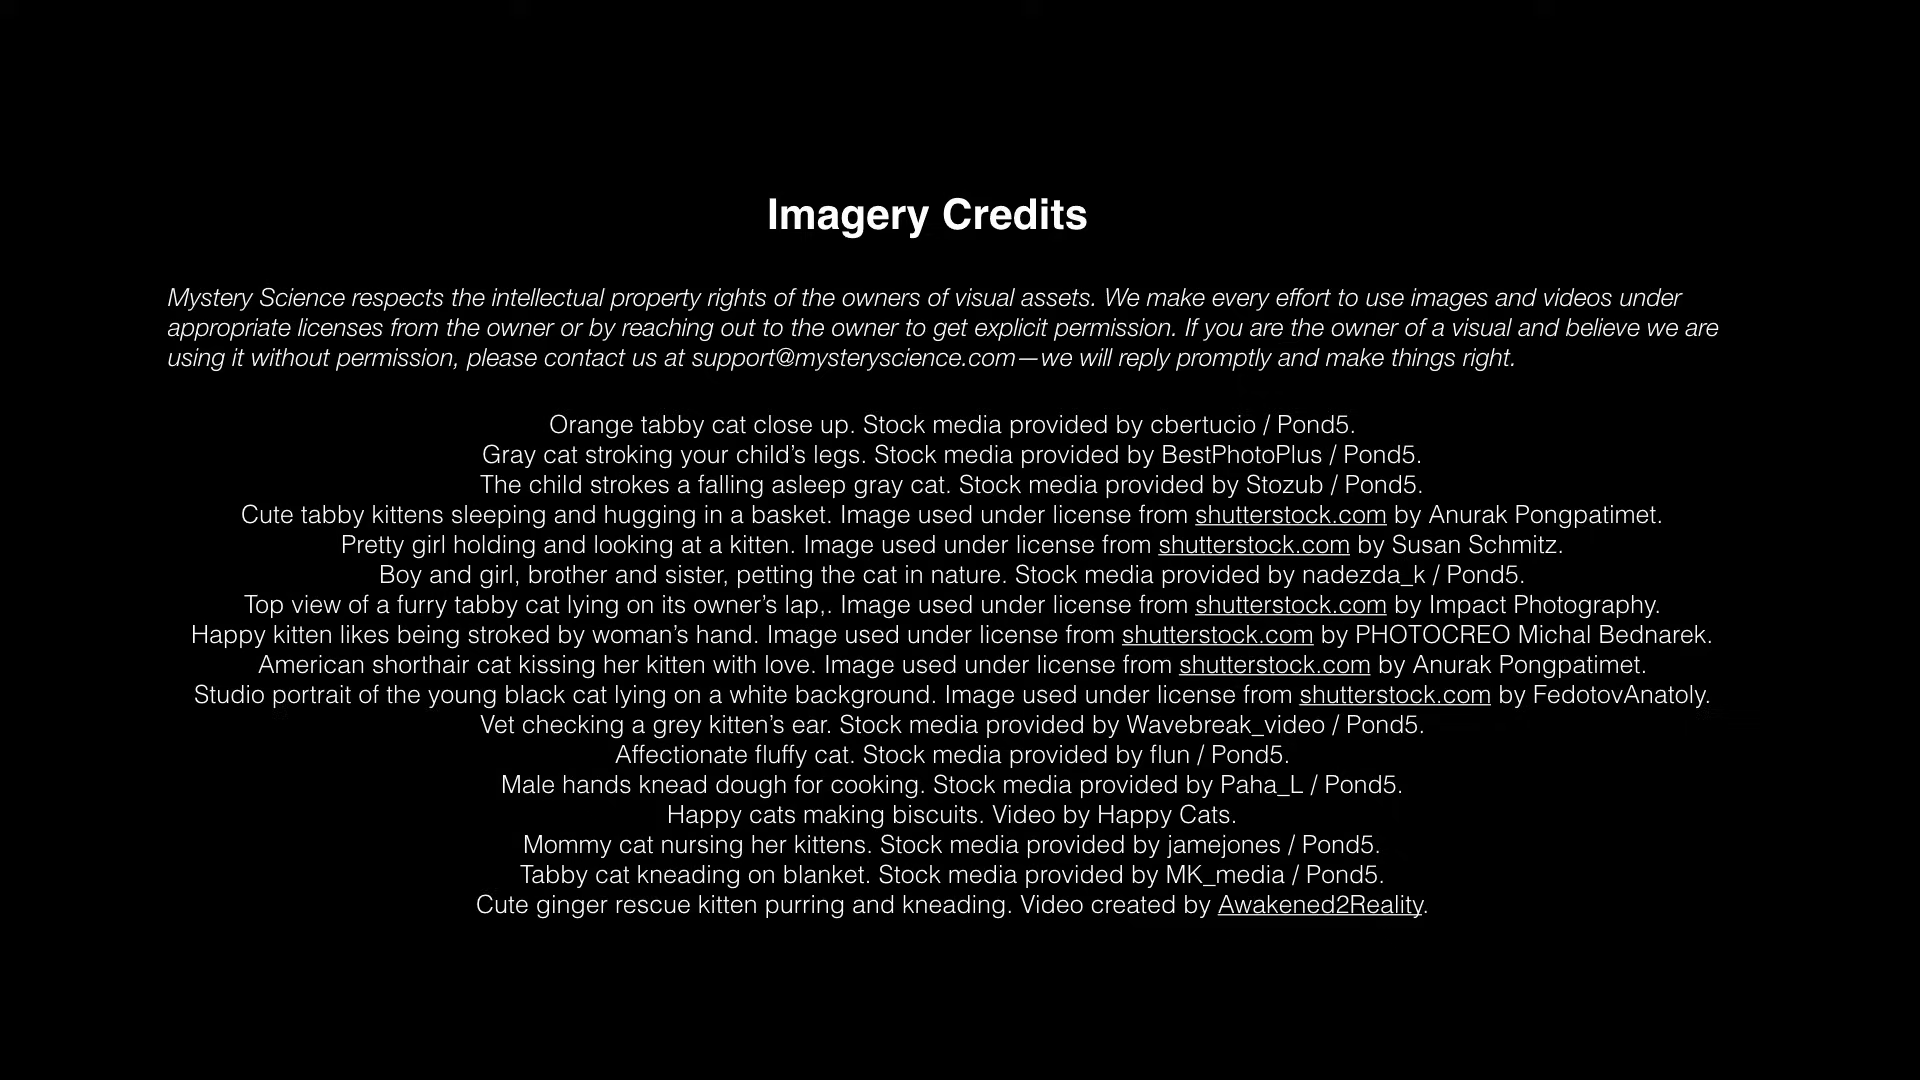 Imagery Credits
Mystery Science respects the intellectual property rights of the owners of visual assets. We make every effort to use images and videos under
appropriate licenses from the owner or by reaching out to the owner to get explicit permission. If you are the owner of a visual and believe we are
using it without permission, please contact us at support@mysteryscience.com—we will reply promptly and make things right.
Orange tabby cat close up. Stock media provided by cbertucio / Pond5.
Gray cat stroking your child’s legs. Stock media provided by BestPhotoPlus / Pond5.
The child strokes a falling asleep gray cat. Stock media provided by Stozub / Pond5.
Cute tabby kittens sleeping and hugging in a basket. Image used under license from shutterstock.com by Anurak Pongpatimet.
Pretty girl holding and looking at a kitten. Image used under license from shutterstock.com by Susan Schmitz.
Boy and girl, brother and sister, petting the cat in nature. Stock media provided by nadezda_k / Pond5.
Top view of a furry tabby cat lying on its owner’s lap,. Image used under license from shutterstock.com by Impact Photography.
Happy kitten likes being stroked by woman’s hand. Image used under license from shutterstock.com by PHOTOCREO Michal Bednarek.
American shorthair cat kissing her kitten with love. Image used under license from shutterstock.com by Anurak Pongpatimet.
Studio portrait of the young black cat lying on a white background. Image used under license from shutterstock.com by FedotovAnatoly.
Vet checking a grey kitten’s ear. Stock media provided by Wavebreak_video / Pond5.
Affectionate fluffy cat. Stock media provided by flun / Pond5.
Male hands knead dough for cooking. Stock media provided by Paha_L / Pond5.
Happy cats making biscuits. Video by Happy Cats.
Mommy cat nursing her kittens. Stock media provided by jamejones / Pond5.
Tabby cat kneading on blanket. Stock media provided by MK_media / Pond5.
Cute ginger rescue kitten purring and kneading. Video created by Awakened2Reality.